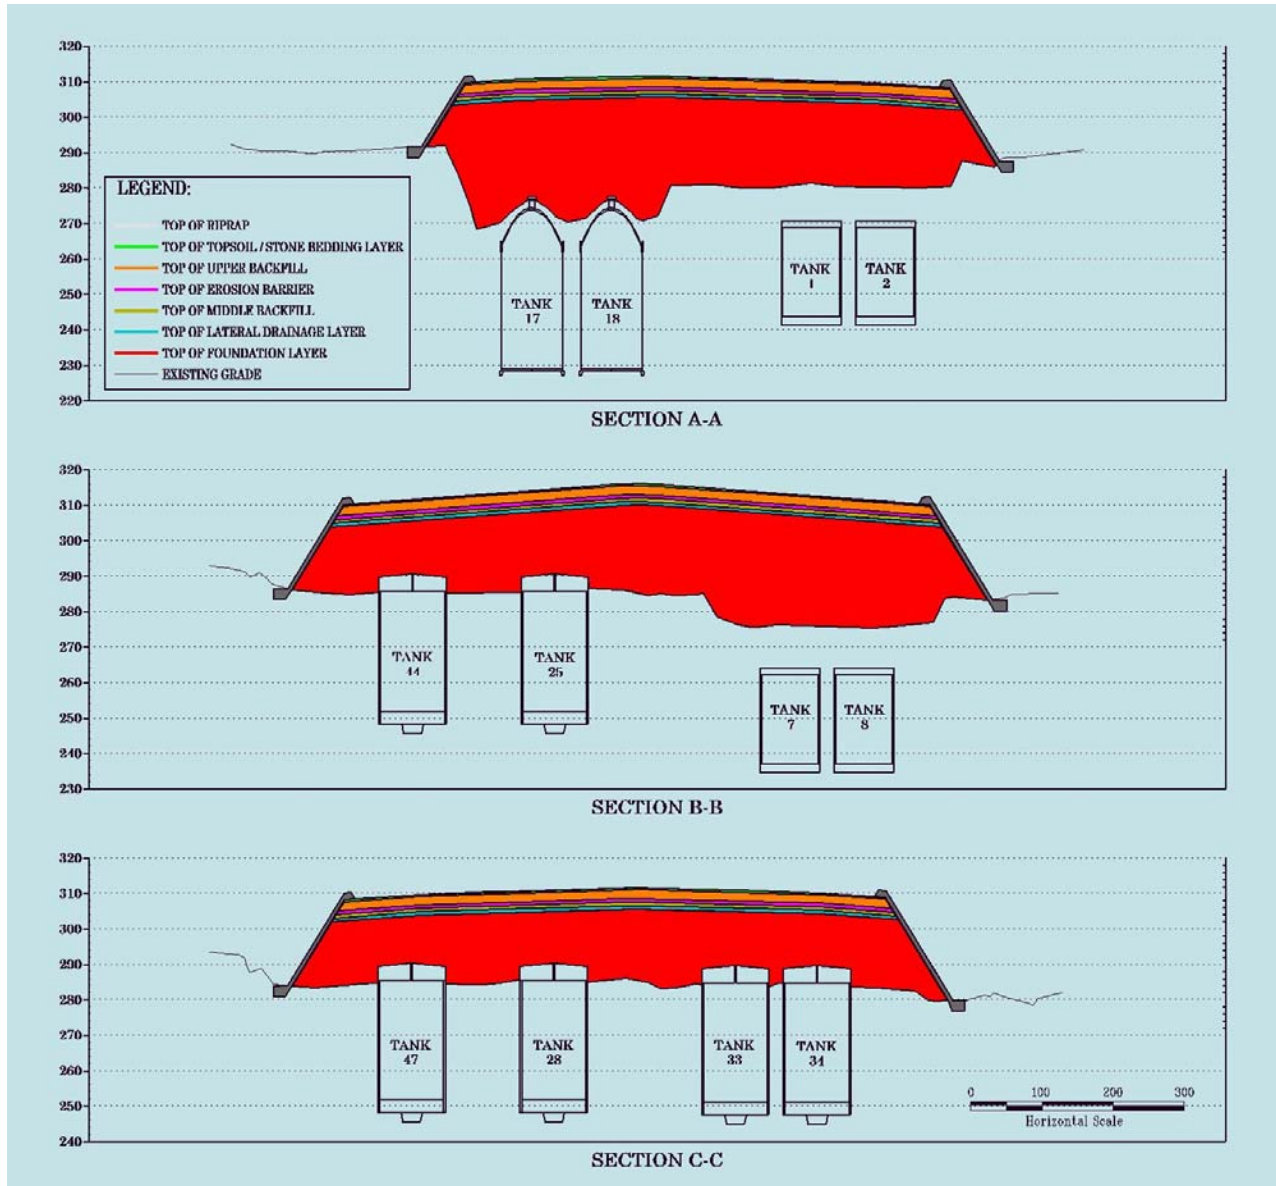 320
310
300
290
280
270
260
250
240
230
220
LEGEND:
TOP OF RIPRAP
TOP OF TOPSOIL / STONE BEDDING LAYER
TOP OF UPPER BACKFILL
TOP OF EROSION BARRIER
TOP OF MIDDLE BACKFILL
TOP OF LATERAL DRAINAGE LAYER
TOP OF FOUNDATION LAYER
EXISTING GRADE
TANK
17
TANK
18
TANK
1
TANK
2
SECTION A-A
320
310
300
290
280
270
260
250
240
230
TANK
44
TANK
25
TANK
7
TANK
8
SECTION B-B
320
310
300
290
280
270
260
250
240
TANK
47
TANK
28
TANK
33
TANK
34
0 100 200 300
Horizontal Scale
SECTION C-C